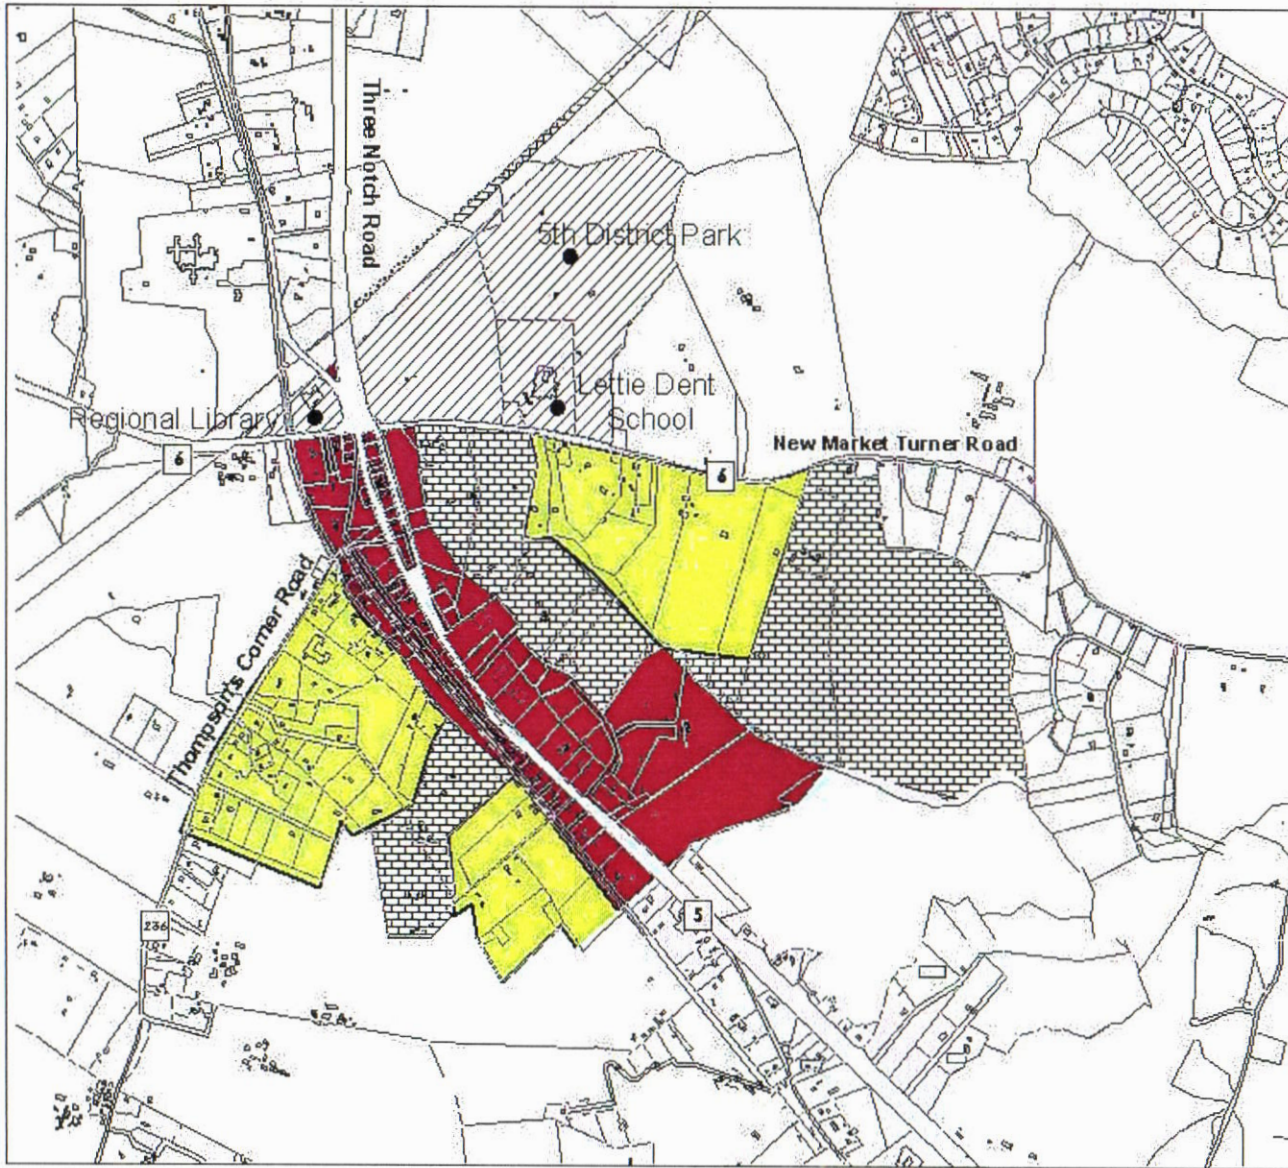 Three Notch Road
5th District Park
Lettie Dent
School
Regional Library
New Market Turner Road
6
6
Thompson's Corner Road
236
5